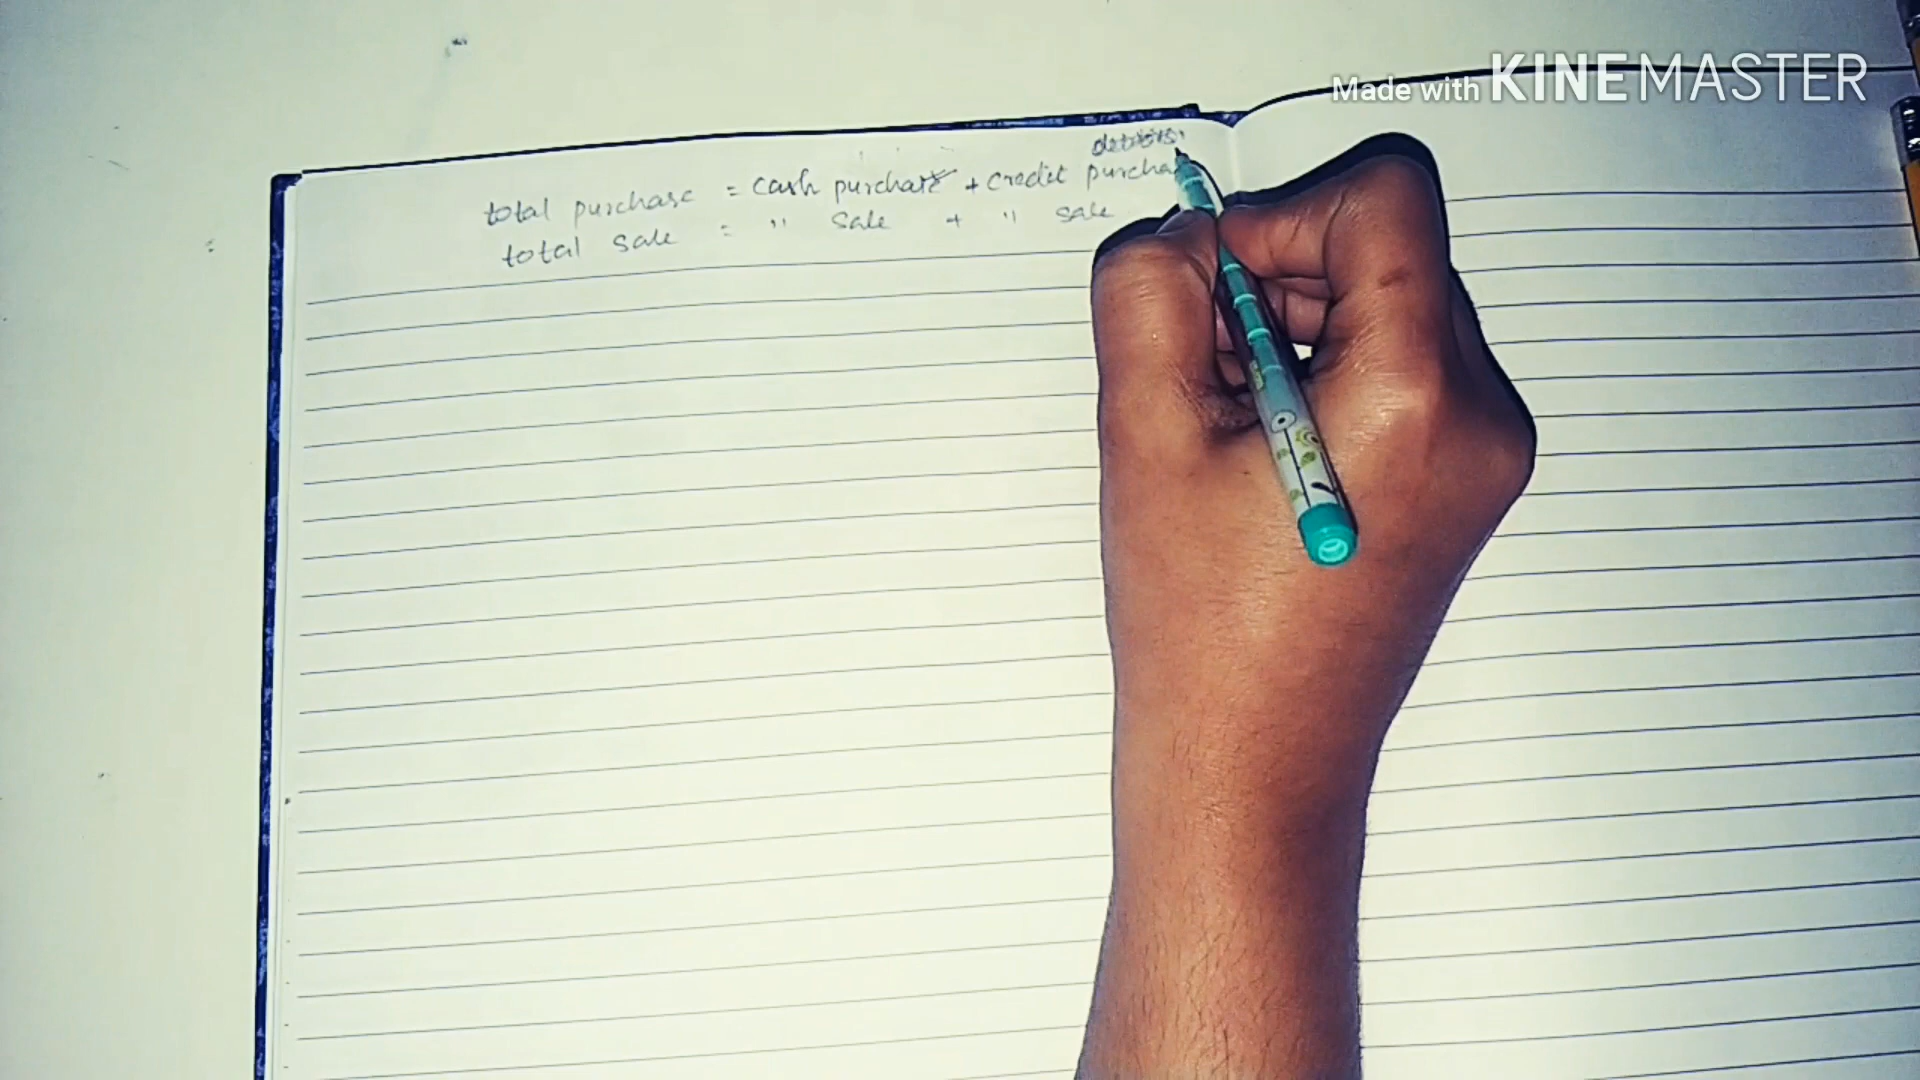 Made with KINEMASTER
debtors
total purchase = cash purchase + credit purcha
total sale = " sale + " sale